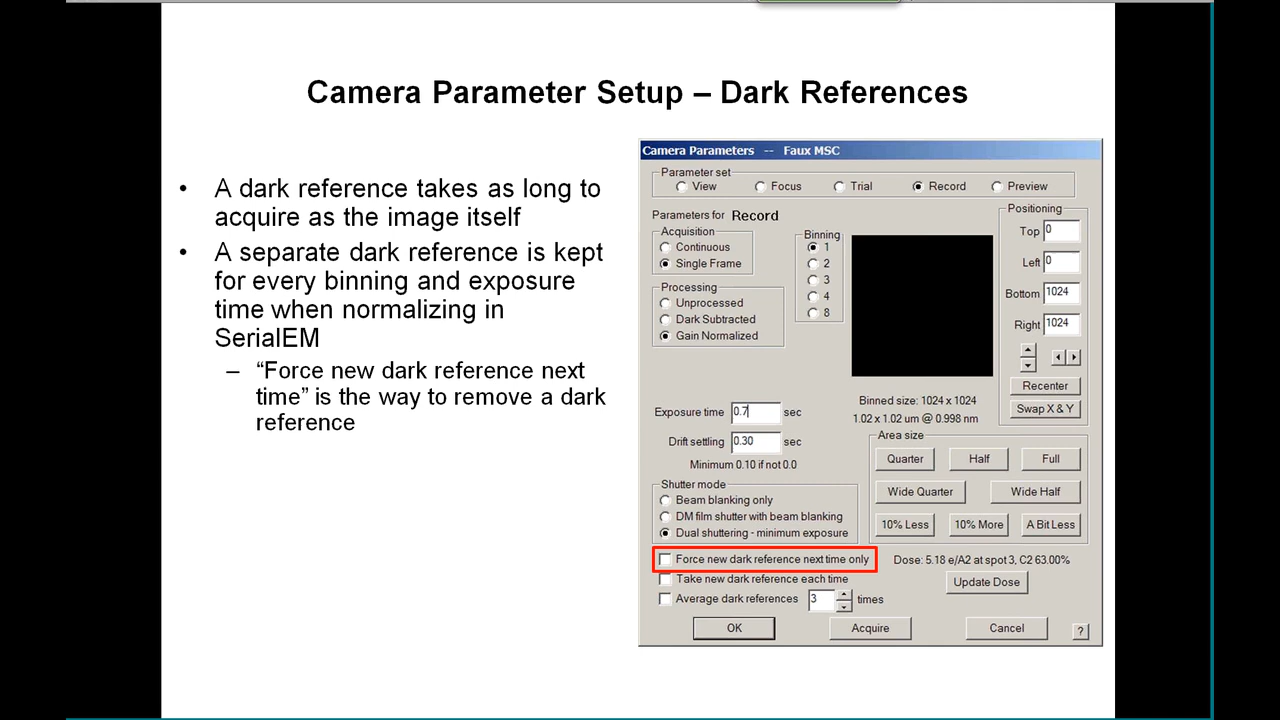 Camera Parameter Setup – Dark References
• A dark reference takes as long to
acquire as the image itself
• A separate dark reference is kept
for every binning and exposure
time when normalizing in
SerialEM
– “Force new dark reference next
time” is the way to remove a dark
reference
Camera Parameters -- Faux MSC
Parameter set
View Focus Trial Record Preview
Parameters for Record
Acquisition
Continuous
Single Frame
Processing
Unprocessed
Dark Subtracted
Gain Normalized
Binning
1
2
3
4
8
Positioning
Top 0
Left 0
Bottom 1024
Right 1024
Recenter
Swap X & Y
Binned size: 1024 x 1024
1.02 x 1.02 um @ 0.998 nm
Exposure time 0.7 sec
Drift settling 0.30 sec
Minimum 0.10 if not 0.0
Area size
Quarter Half Full
Wide Quarter Wide Half
10% Less 10% More A Bit Less
Shutter mode
Beam blanking only
DM film shutter with beam blanking
Dual shuttering - minimum exposure
Force new dark reference next time only
Take new dark reference each time
Average dark references 3 times
Dose: 5.18 e/A2 at spot 3, C2 63.00%
Update Dose
OK Acquire Cancel ?